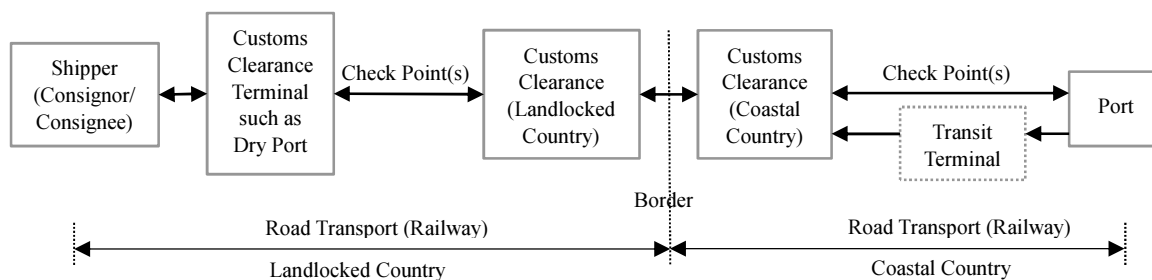 Shipper
(Consignor/
Consignee)
Customs
Clearance
Terminal
such as
Dry Port
Check Point(s)
Customs
Clearance
(Landlocked
Country)
Customs
Clearance
(Coastal
Country)
Check Point(s)
Transit
Terminal
Port
Border
Road Transport (Railway)
Landlocked Country
Road Transport (Railway)
Coastal Country